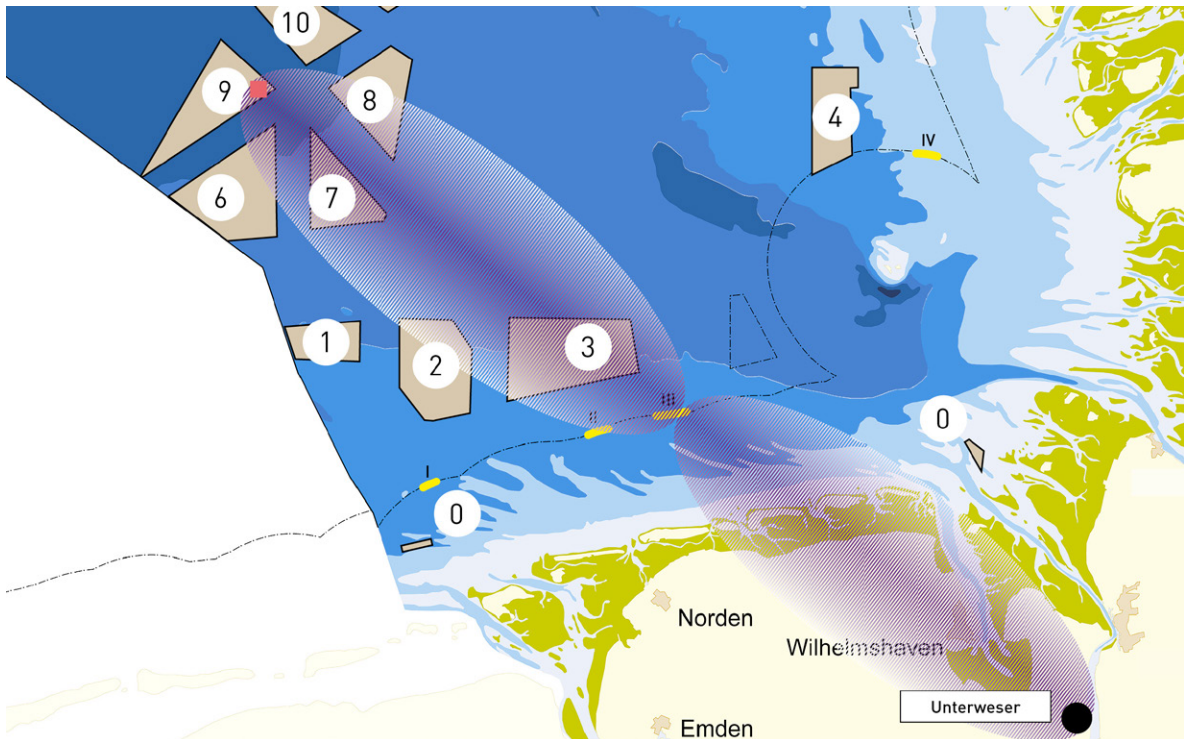 10
9
8
4
IV
6
7
1
2
3
III
II
0
I
0
Norden
Wilhelmshaven
Unterweser
Emden